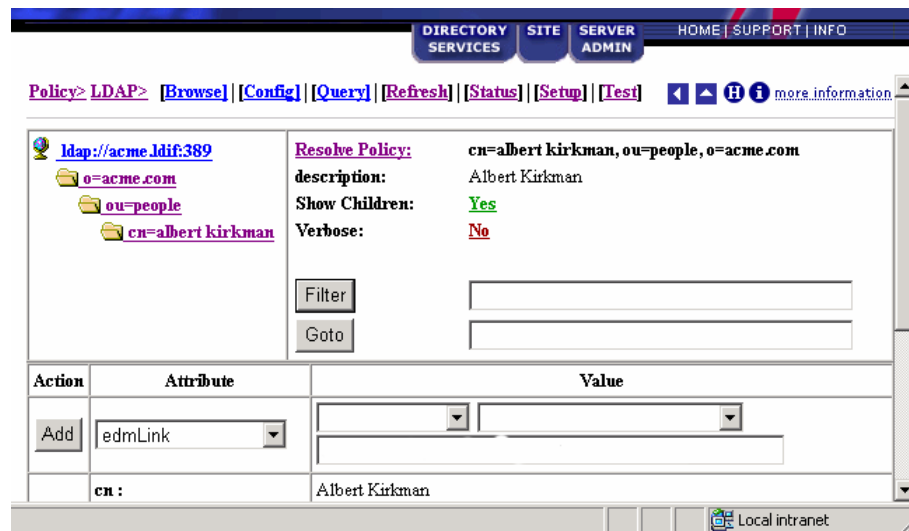 DIRECTORY SERVICES SITE SERVER ADMIN HOME | SUPPORT | INFO
Policy> LDAP> [Browse] | [Config] | [Query] | [Refresh] | [Status] | [Setup] | [Test] H i more information
ldap://acme.ldif:389
o=acme.com
ou=people
cn=albert kirkman
Resolve Policy: cn=albert kirkman, ou=people, o=acme.com
description: Albert Kirkman
Show Children: Yes
Verbose: No
Filter
Goto
Action Attribute Value
Add edmLink
cn : Albert Kirkman
Local intranet